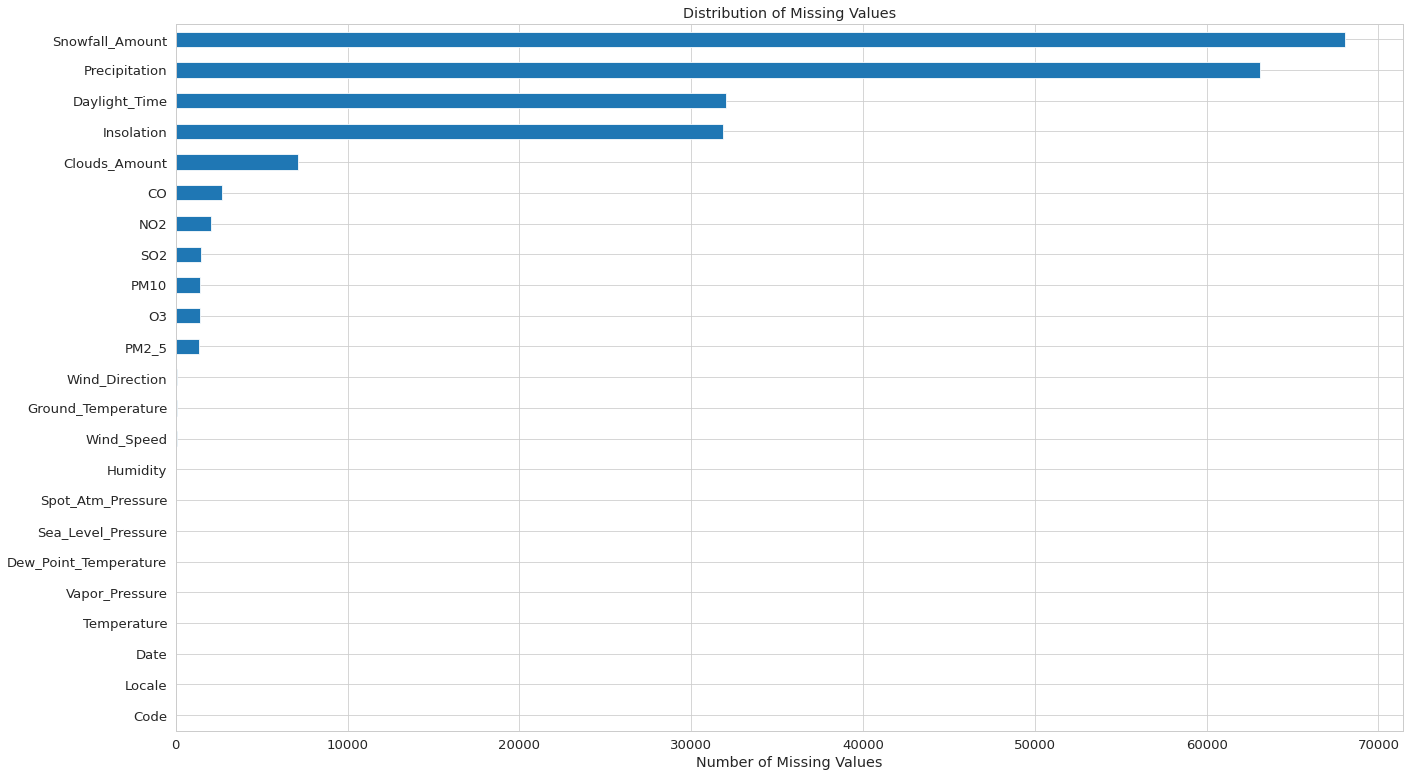 Distribution of Missing Values
Snowfall_Amount
Precipitation
Daylight_Time
Insolation
Clouds_Amount
CO
NO2
SO2
PM10
O3
PM2_5
Wind_Direction
Ground_Temperature
Wind_Speed
Humidity
Spot_Atm_Pressure
Sea_Level_Pressure
Dew_Point_Temperature
Vapor_Pressure
Temperature
Date
Locale
Code
0 10000 20000 30000 40000 50000 60000 70000
Number of Missing Values